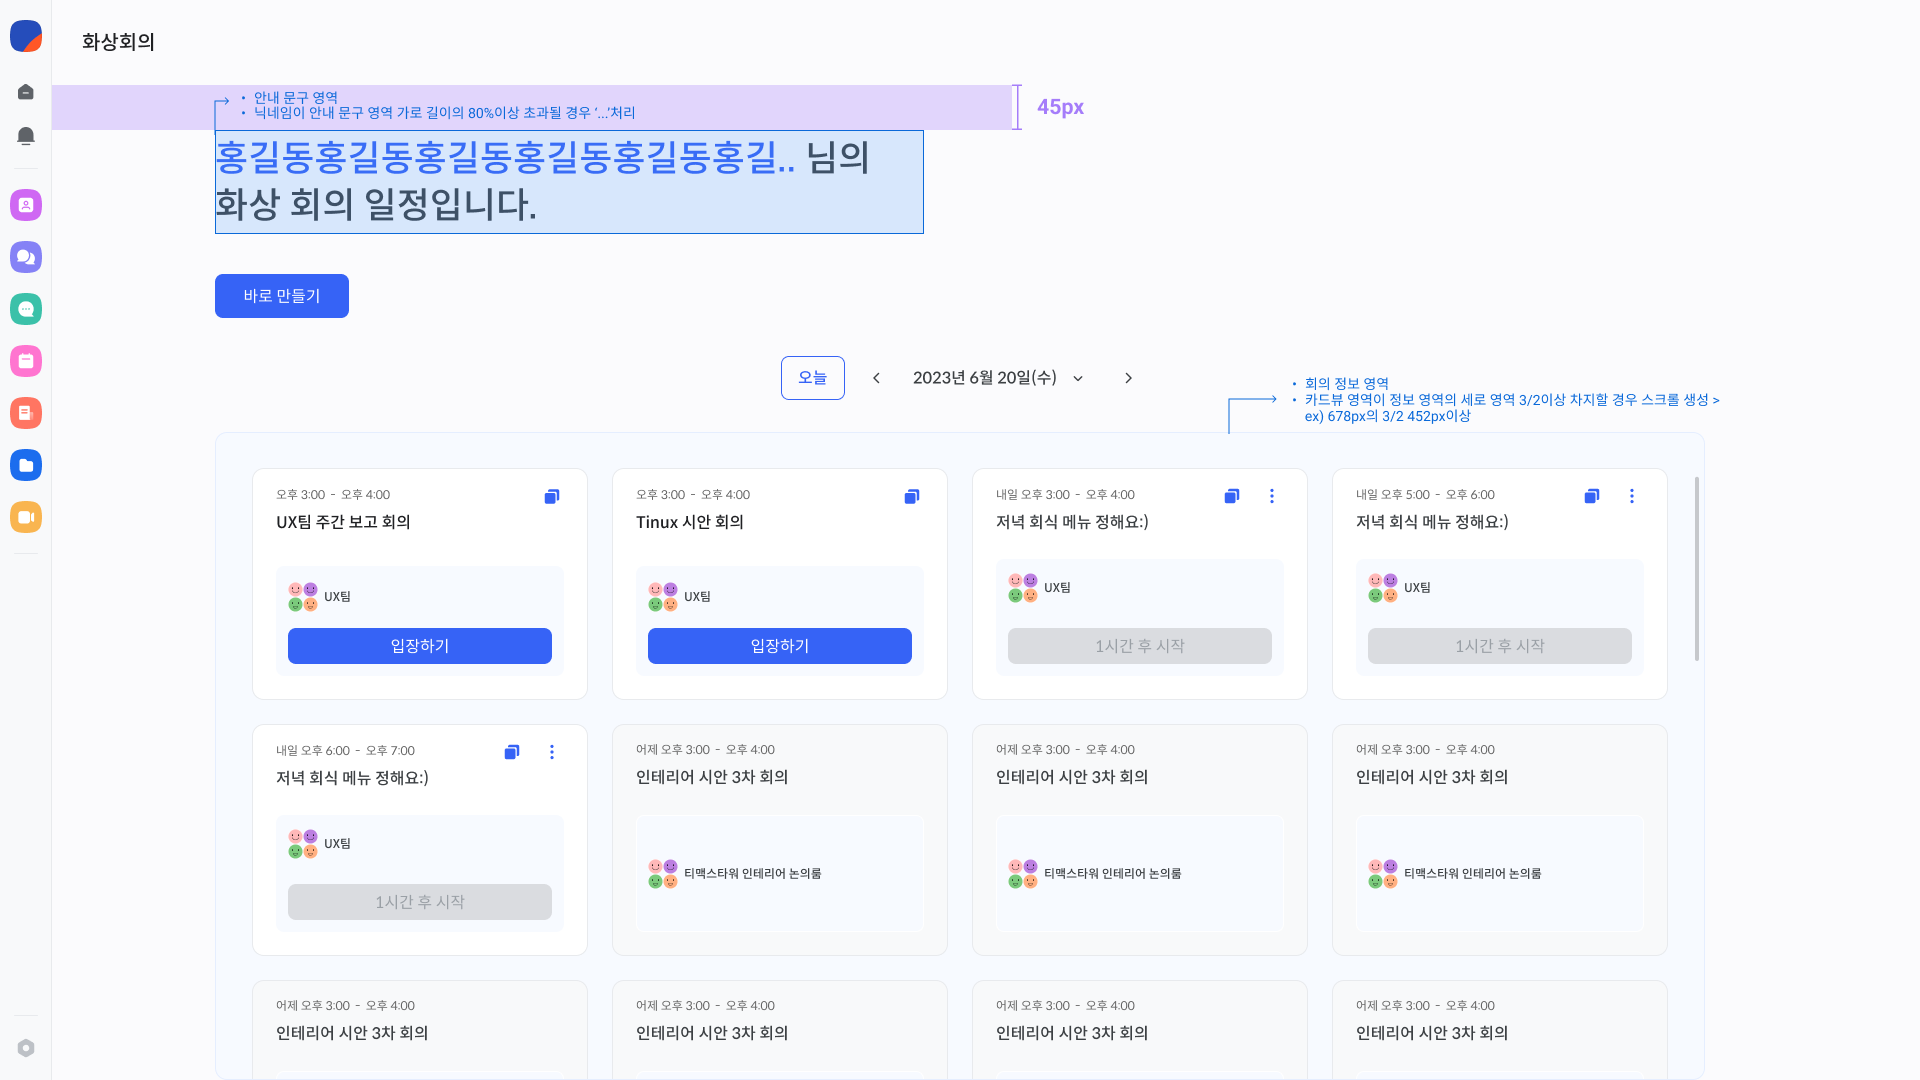 화상회의
• 안내 문구 영역
• 닉네임이 안내 문구 영역 가로 길이의 80%이상 초과될 경우 ‘...’처리
45px
홍길동홍길동홍길동홍길동홍길동홍길.. 님의
화상 회의 일정입니다.
바로 만들기
오늘
2023년 6월 20일(수)
• 회의 정보 영역
• 카드뷰 영역이 정보 영역의 세로 영역 3/2이상 차지할 경우 스크롤 생성 >
ex) 678px의 3/2 452px이상
오후 3:00 - 오후 4:00
UX팀 주간 보고 회의
UX팀
입장하기
오후 3:00 - 오후 4:00
Tinux 시안 회의
UX팀
입장하기
내일 오후 3:00 - 오후 4:00
저녁 회식 메뉴 정해요:)
UX팀
1시간 후 시작
내일 오후 5:00 - 오후 6:00
저녁 회식 메뉴 정해요:)
UX팀
1시간 후 시작
내일 오후 6:00 - 오후 7:00
저녁 회식 메뉴 정해요:)
UX팀
1시간 후 시작
어제 오후 3:00 - 오후 4:00
인테리어 시안 3차 회의
티맥스타워 인테리어 논의룸
어제 오후 3:00 - 오후 4:00
인테리어 시안 3차 회의
티맥스타워 인테리어 논의룸
어제 오후 3:00 - 오후 4:00
인테리어 시안 3차 회의
티맥스타워 인테리어 논의룸
어제 오후 3:00 - 오후 4:00
인테리어 시안 3차 회의
어제 오후 3:00 - 오후 4:00
인테리어 시안 3차 회의
어제 오후 3:00 - 오후 4:00
인테리어 시안 3차 회의
어제 오후 3:00 - 오후 4:00
인테리어 시안 3차 회의